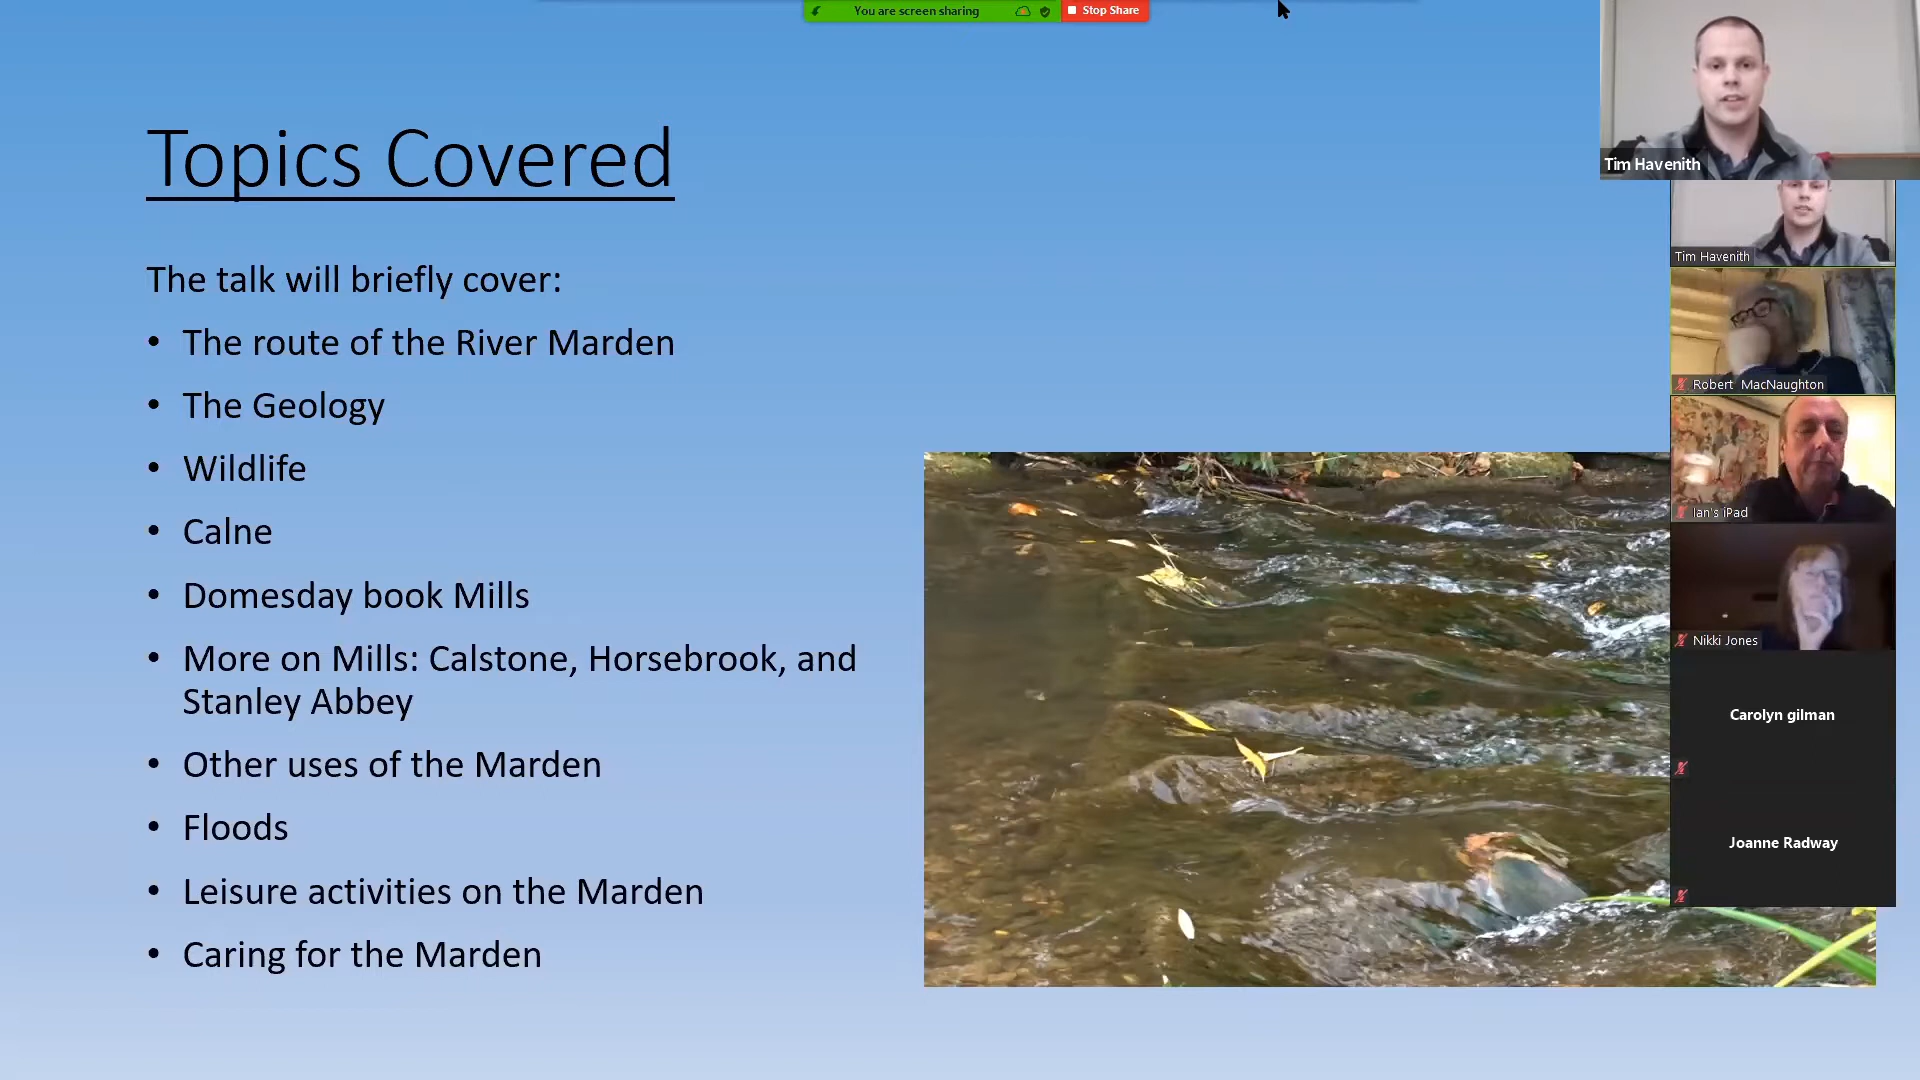 You are screen sharing
Stop Share
Topics Covered
The talk will briefly cover:
• The route of the River Marden
• The Geology
• Wildlife
• Calne
• Domesday book Mills
• More on Mills: Calstone, Horsebrook, and
Stanley Abbey
• Other uses of the Marden
• Floods
• Leisure activities on the Marden
• Caring for the Marden
Tim Havenith
Tim Havenith
Robert MacNaughton
Ian's iPad
Nikki Jones
Carolyn gilman
Joanne Radway